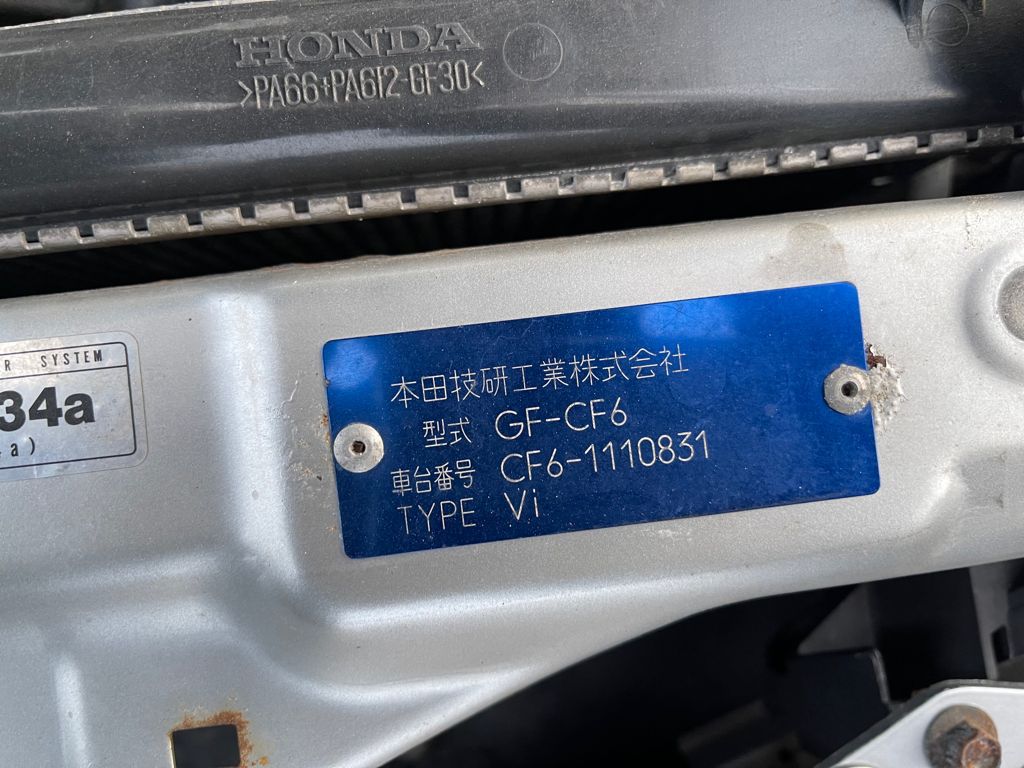 HONDA
>PA66+PA6I2-GF30<
R SYSTEM
34a
a)
本田技研工業株式会社
型式 GF-CF6
車台番号 CF6-1110831
TYPE Vi